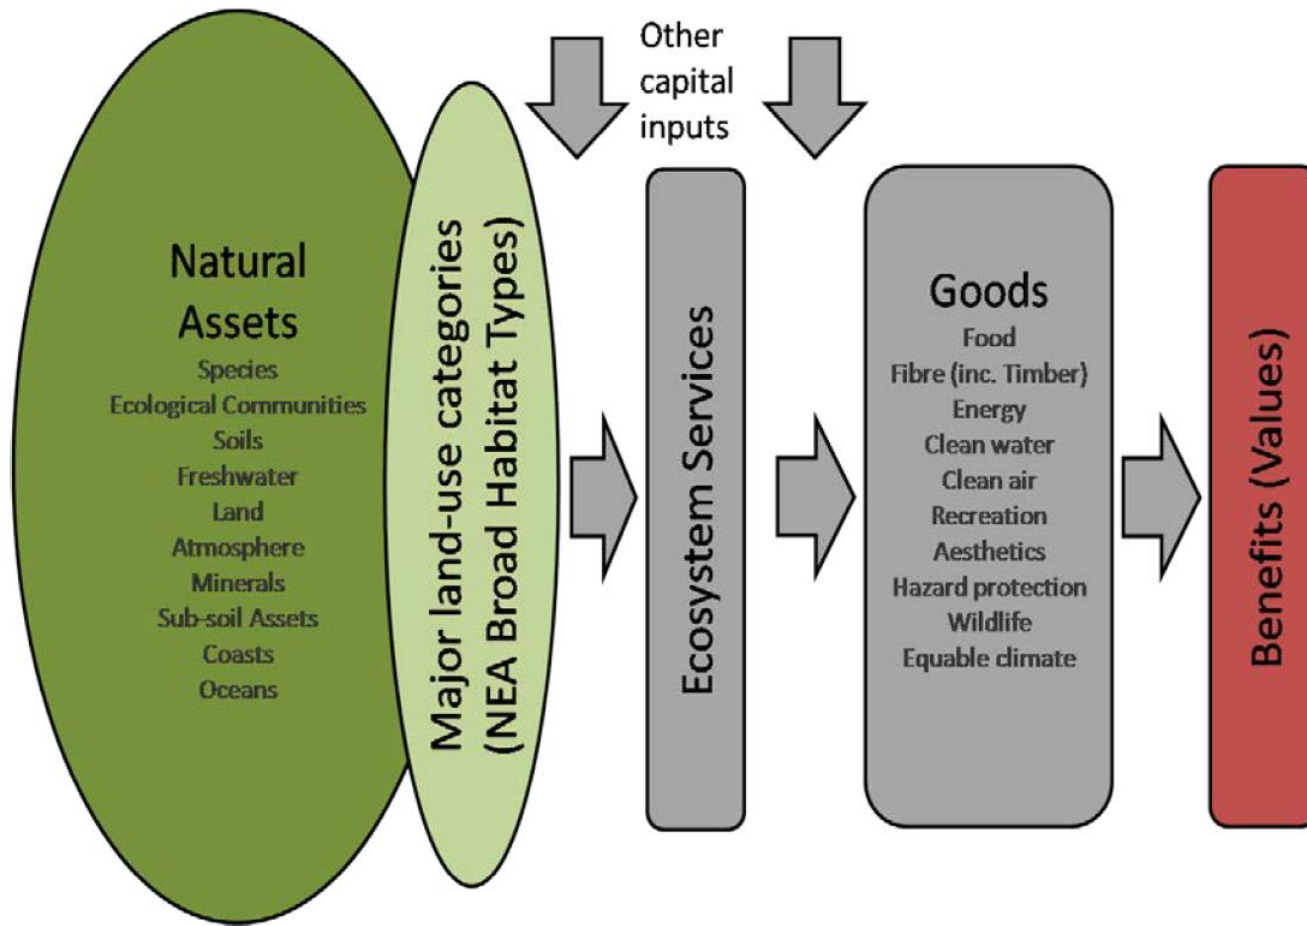 Other
capital
inputs
Natural
Assets
Species
Ecological Communities
Soils
Freshwater
Land
Atmosphere
Minerals
Sub-soil Assets
Coasts
Oceans
Major land-use categories
(NEA Broad Habitat Types)
Ecosystem Services
Goods
Food
Fibre (inc. Timber)
Energy
Clean water
Clean air
Recreation
Aesthetics
Hazard protection
Wildlife
Equable climate
Benefits (Values)